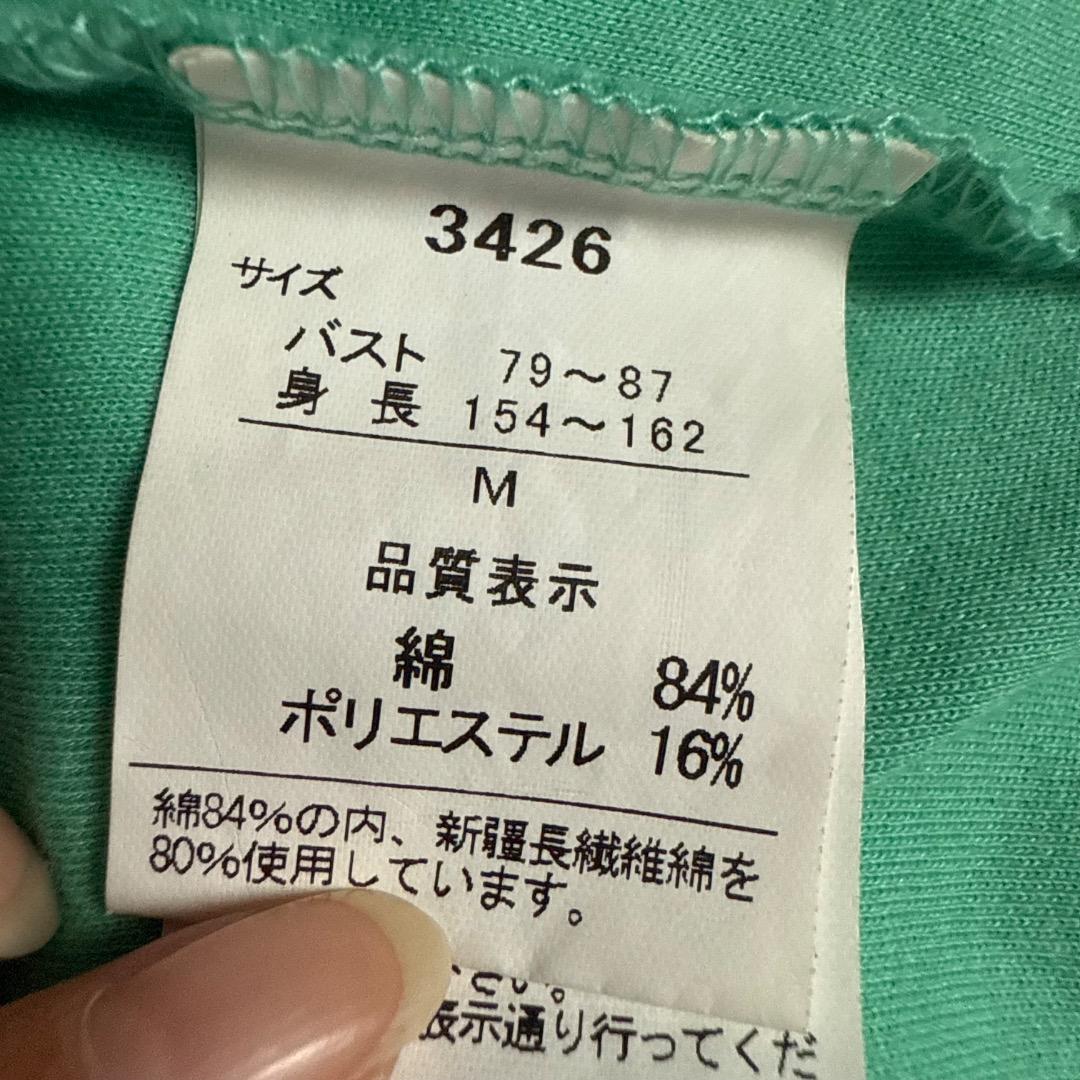 3426
サイズ
バスト 79〜87
身長 154〜162
M
品質表示
綿 84%
ポリエステル 16%
綿84%の内、新疆長繊維綿を
80%使用しています。
さい。
表示通り行ってくだ